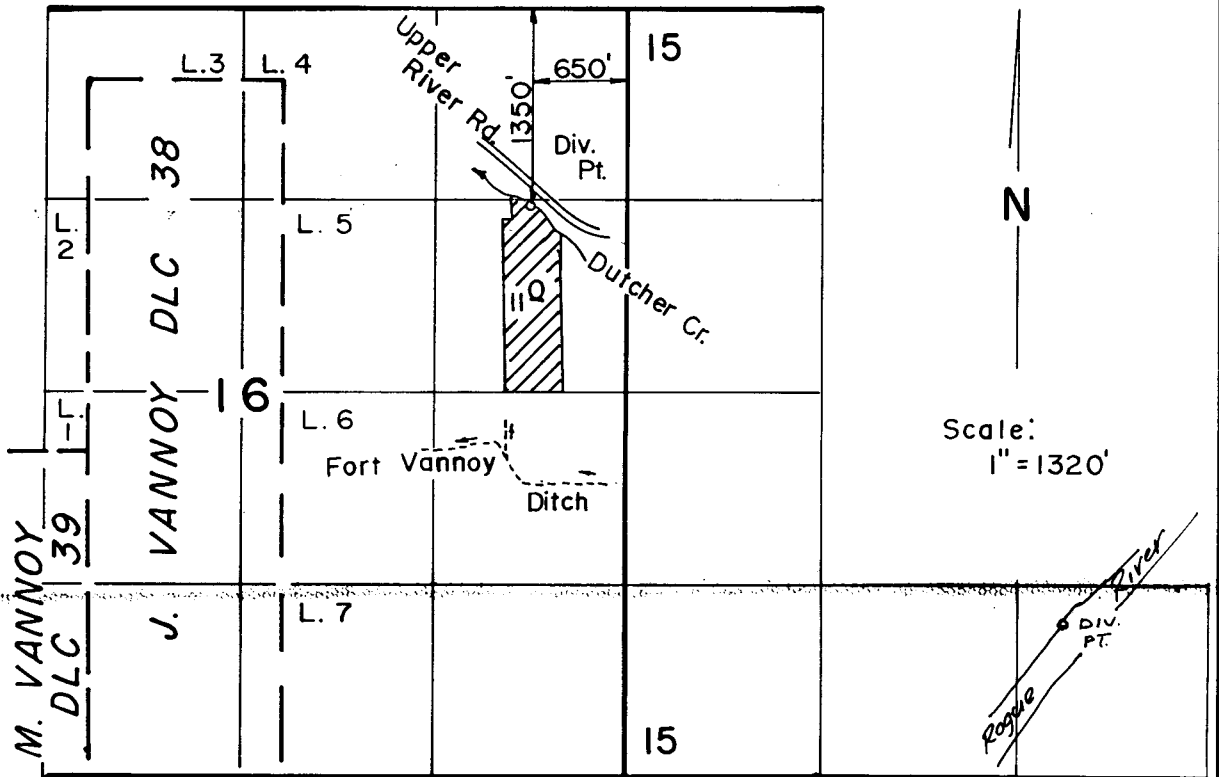 15
Upper
River Rd.
650'
1350'
Div.
Pt.
L.3
L. 4
J. VANNOY DLC 38
L.
2
L. 5
11Q
Dutcher Cr.
N
16
L.
1
L. 6
Fort Vannoy
Ditch
Scale:
1" = 1320'
M. VANNOY
DLC 39
L. 7
Rogue River
DIV.
PT.
15